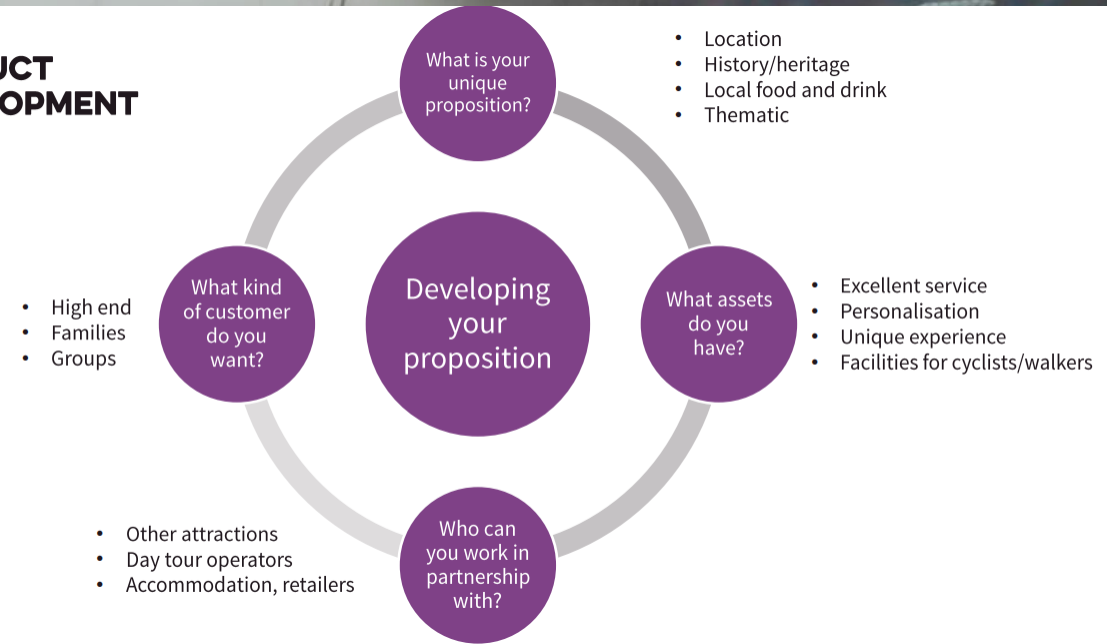 UCT
OPMENT
What is your
unique
proposition?
• Location
• History/heritage
• Local food and drink
• Thematic
Developing
your
proposition
What assets
do you
have?
• Excellent service
• Personalisation
• Unique experience
• Facilities for cyclists/walkers
Who can
you work in
partnership
with?
• Other attractions
• Day tour operators
• Accommodation, retailers
What kind
of customer
do you
want?
• High end
• Families
• Groups